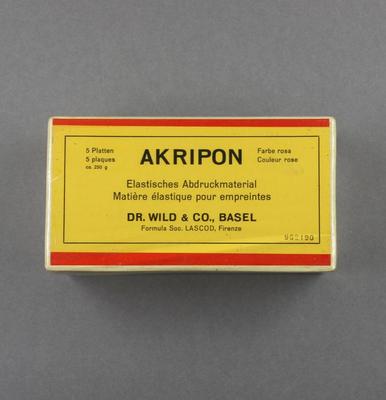 5 Platten
5 plaques
ca. 250 g
AKRIPON
Farbe rosa
Couleur rose
Elastisches Abdruckmaterial
Matière élastique pour empreintes
DR. WILD & CO., BASEL
Formula Soc. LASCOD, Firenze
902190